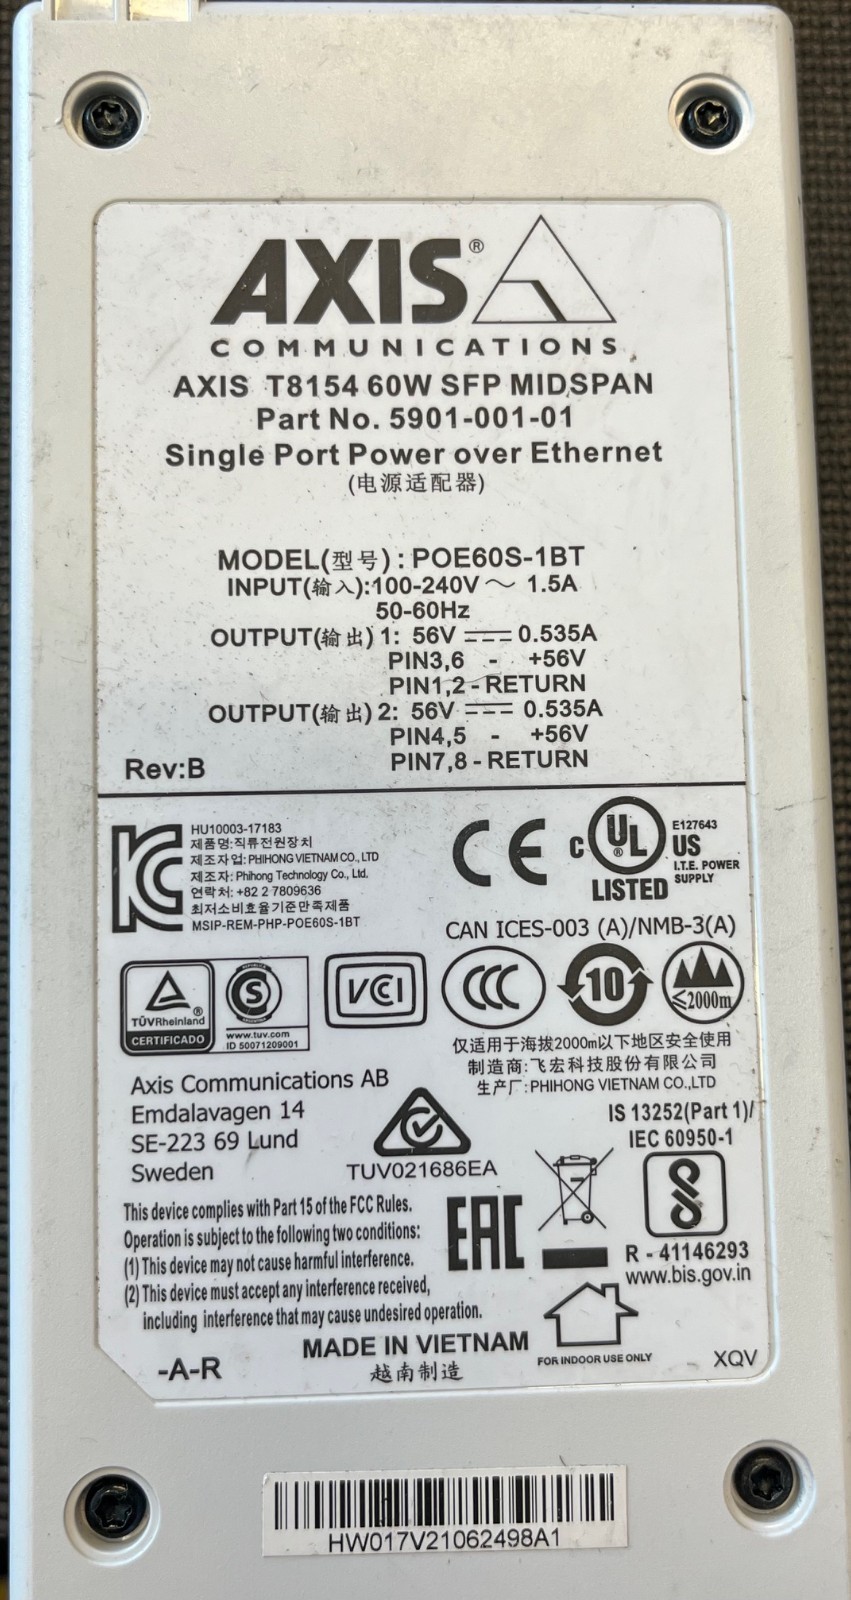 AXIS®
COMMUNICATIONS
AXIS T8154 60W SFP MIDSPAN
Part No. 5901-001-01
Single Port Power over Ethernet
(电源适配器)
MODEL(型号): POE60S-1BT
INPUT(输入):100-240V ～ 1.5A
50-60Hz
OUTPUT(输出)1: 56V ⎓ 0.535A
PIN3,6 - +56V
PIN1,2 - RETURN
OUTPUT(输出)2: 56V ⎓ 0.535A
PIN4,5 - +56V
PIN7,8 - RETURN
Rev:B
HU10003-17183
제품명:직류전원장치
제조자업: PHIHONG VIETNAM CO., LTD
제조자: Phihong Technology Co., Ltd.
연락처: +82 2 7809636
최저소비효율기준만족제품
MSIP-REM-PHP-POE60S-1BT
CE
c UL® US
LISTED
E127643
I.T.E. POWER
SUPPLY
CAN ICES-003 (A)/NMB-3(A)
TÜVRheinland®
CERTIFICADO
S
www.tuv.com
ID 50071209001
VCI
CCC
10
≤2000m
仅适用于海拔2000m以下地区安全使用
制造商:飞宏科技股份有限公司
生产厂:PHIHONG VIETNAM CO.,LTD
Axis Communications AB
Emdalavagen 14
SE-223 69 Lund
Sweden
TUV021686EA
IS 13252(Part 1)/
IEC 60950-1
R - 41146293
www.bis.gov.in
This device complies with Part 15 of the FCC Rules.
Operation is subject to the following two conditions:
(1) This device may not cause harmful interference.
(2) This device must accept any interference received,
including interference that may cause undesired operation.
EAC
MADE IN VIETNAM
越南制造
FOR INDOOR USE ONLY
-A-R
XQV
HW017V21062498A1